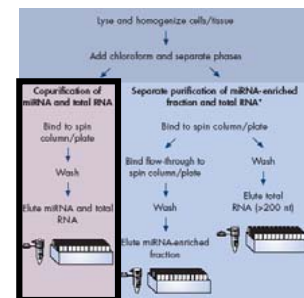 Lyse and homogenize cells/tissue
Add chloroform and separate phases
Copurification of
miRNA and total RNA
Bind to spin
column/plate
Wash
Elute miRNA and total
RNA
Separate purification of miRNA-enriched
fraction and total RNA*
Bind to spin column/plate
Bind flow-through to
spin column/plate
Wash
Elute miRNA-enriched
fraction
Wash
Elute total
RNA (>200 nt)